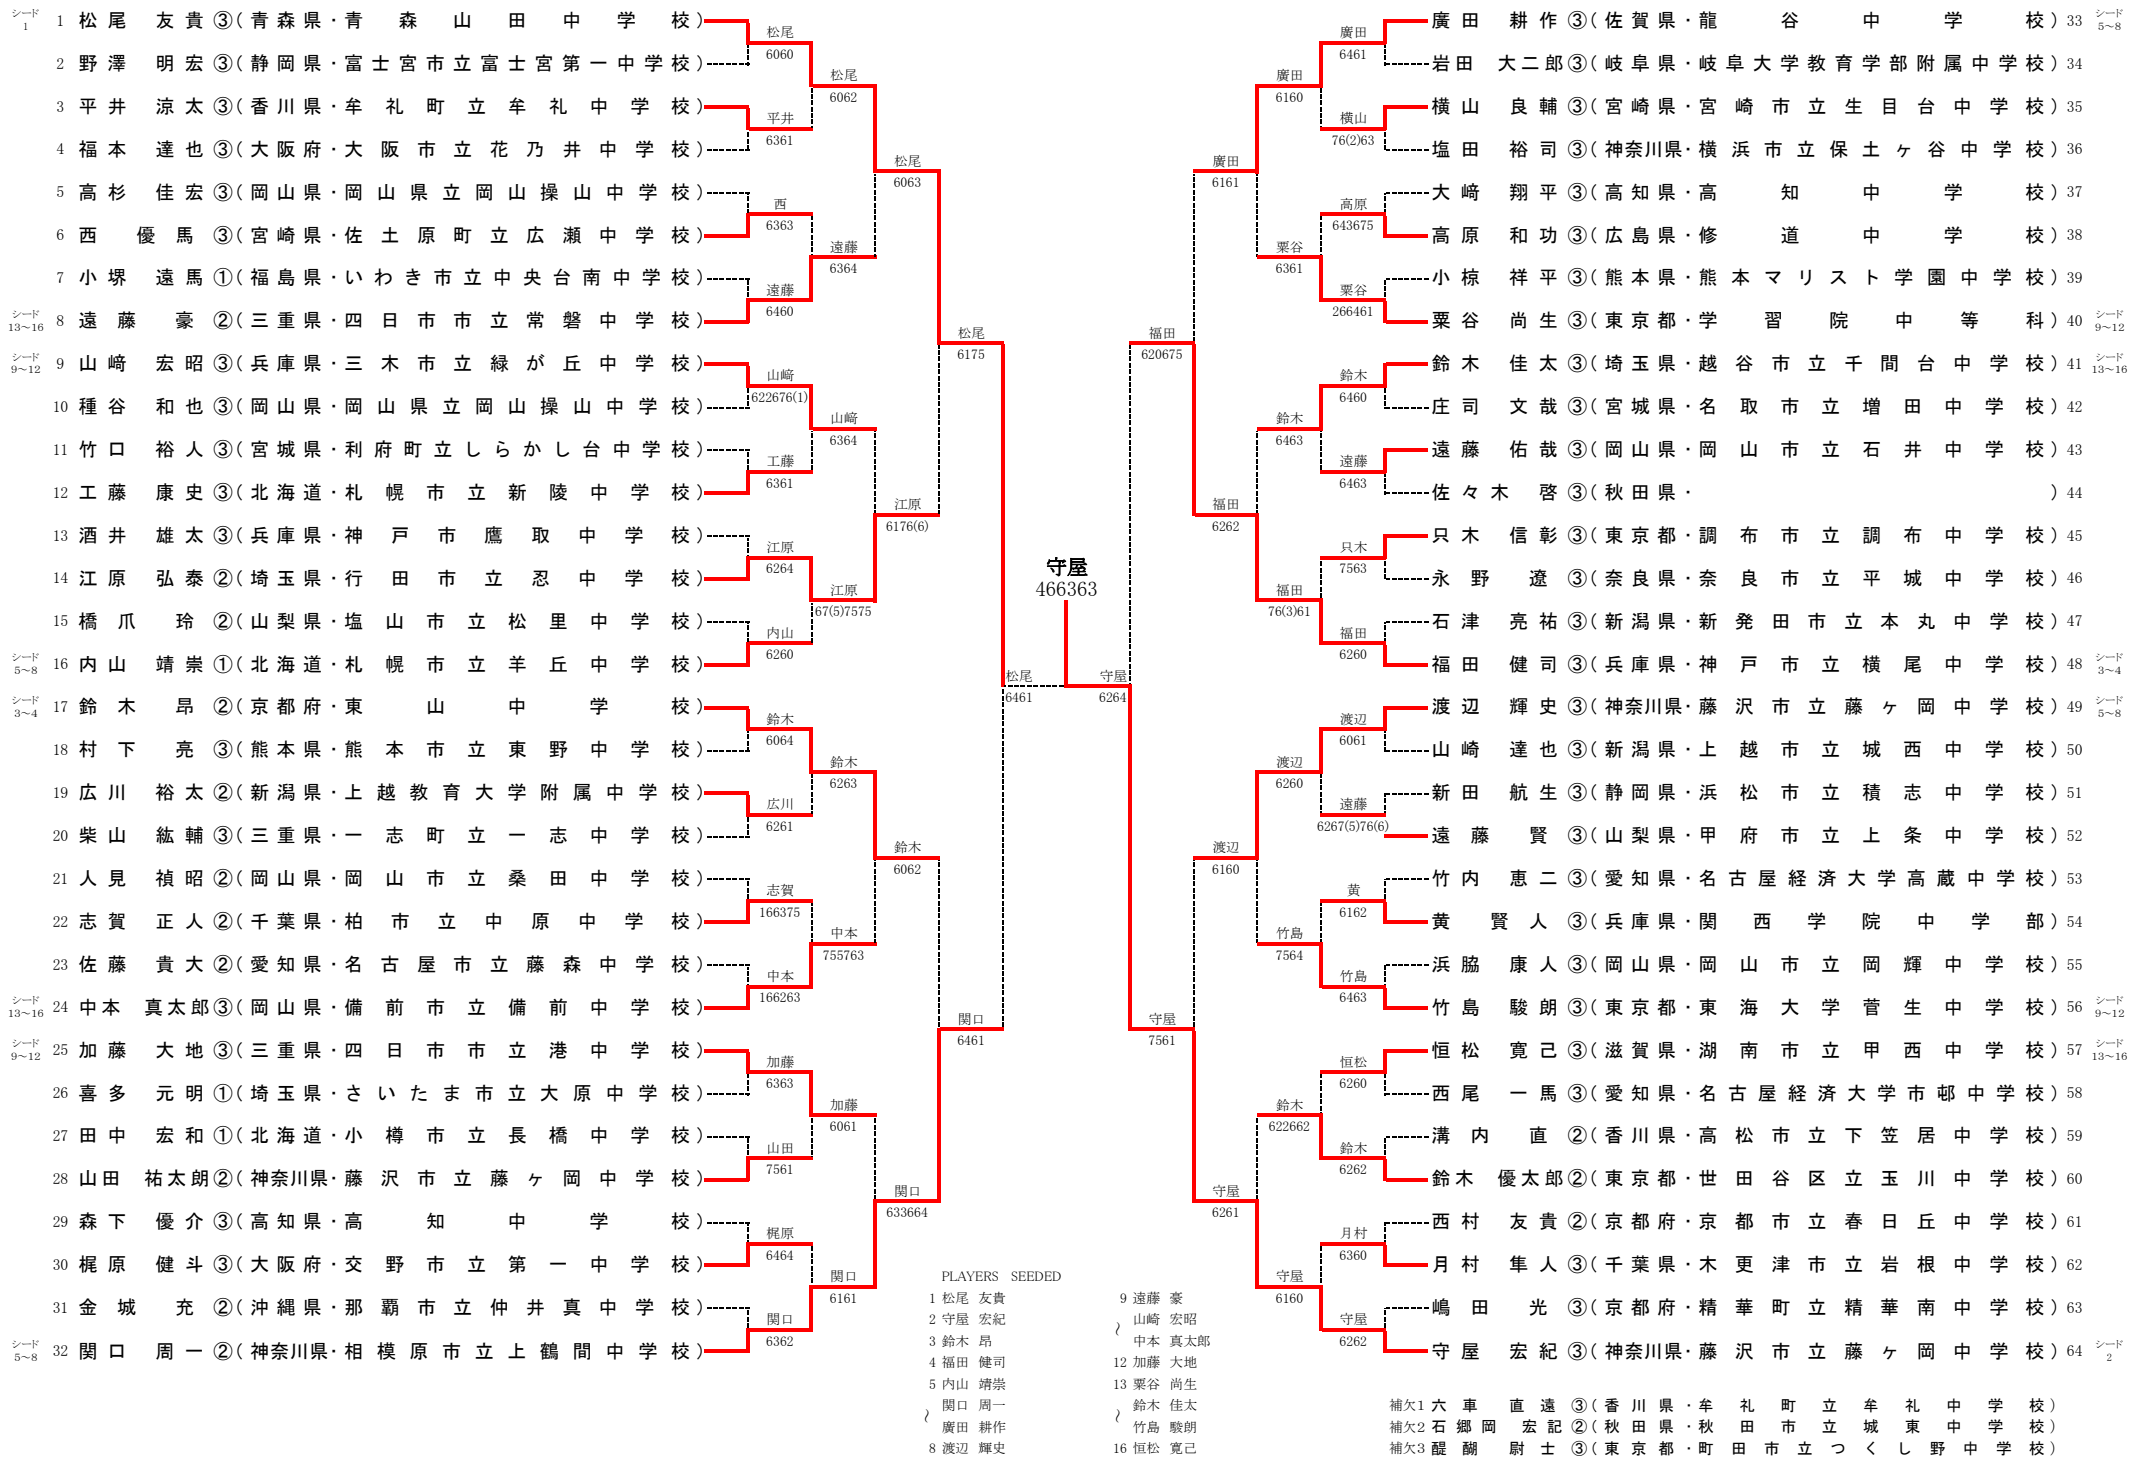 シード1 1 松尾 友貴 ③(青森県・青森山田中学校)
2 野澤 明宏 ③(静岡県・富士宮市立富士宮第一中学校)
3 平井 涼太 ③(香川県・牟礼町立牟礼中学校)
4 福本 達也 ③(大阪府・大阪市立花乃井中学校)
5 高杉 佳宏 ③(岡山県・岡山県立岡山操山中学校)
6 西 優馬 ③(宮崎県・佐土原町立広瀬中学校)
7 小堺 遠馬 ①(福島県・いわき市立中央台南中学校)
シード13~16 8 遠藤 豪 ②(三重県・四日市市立常磐中学校)
シード9~12 9 山﨑 宏昭 ③(兵庫県・三木市立緑が丘中学校)
10 種谷 和也 ③(岡山県・岡山県立岡山操山中学校)
11 竹口 裕人 ③(宮城県・利府町立しらかし台中学校)
12 工藤 康史 ③(北海道・札幌市立新陵中学校)
13 酒井 雄太 ③(兵庫県・神戸市鷹取中学校)
14 江原 弘泰 ②(埼玉県・行田市立忍中学校)
15 橋爪 玲 ②(山梨県・塩山市立松里中学校)
シード5~8 16 内山 靖崇 ①(北海道・札幌市立羊丘中学校)
シード3~4 17 鈴木 昂 ②(京都府・東山中学校)
18 村下 亮 ③(熊本県・熊本市立東野中学校)
19 広川 裕太 ②(新潟県・上越教育大学附属中学校)
20 柴山 紘輔 ③(三重県・一志町立一志中学校)
21 人見 禎昭 ②(岡山県・岡山市立桑田中学校)
22 志賀 正人 ②(千葉県・柏市立中原中学校)
23 佐藤 貴大 ②(愛知県・名古屋市立藤森中学校)
シード13~16 24 中本 真太郎 ③(岡山県・備前市立備前中学校)
シード9~12 25 加藤 大地 ③(三重県・四日市市立港中学校)
26 喜多 元明 ①(埼玉県・さいたま市立大原中学校)
27 田中 宏和 ①(北海道・小樽市立長橋中学校)
28 山田 祐太朗 ②(神奈川県・藤沢市立藤ヶ岡中学校)
29 森下 優介 ③(高知県・高知中学校)
30 梶原 健斗 ③(大阪府・交野市立第一中学校)
31 金城 充 ②(沖縄県・那覇市立仲井真中学校)
シード5~8 32 関口 周一 ②(神奈川県・相模原市立上鶴間中学校)
松尾
6060
平井
6361
西
6363
遠藤
6460
山﨑
622676(1)
工藤
6361
江原
6264
内山
6260
鈴木
6064
広川
6261
志賀
166375
中本
166263
加藤
6363
山田
7561
梶原
6464
関口
6362
松尾
6062
遠藤
6364
山﨑
6364
江原
67(5)7575
鈴木
6263
中本
755763
加藤
6061
関口
6161
松尾
6063
江原
6176(6)
鈴木
6062
関口
633664
松尾
6175
関口
6461
松尾
6461
守屋
466363
守屋
6264
福田
620675
守屋
7561
廣田
6161
福田
6262
渡辺
6160
守屋
6261
廣田
6160
粟谷
6361
鈴木
6463
福田
76(3)61
渡辺
6260
竹島
7564
鈴木
622662
守屋
6160
廣田
6461
横山
76(2)63
高原
643675
粟谷
266461
鈴木
6460
遠藤
6463
只木
7563
福田
6260
渡辺
6061
遠藤
6267(5)76(6)
黄
6162
竹島
6463
恒松
6260
鈴木
6262
月村
6360
守屋
6262
廣田 耕作 ③(佐賀県・龍谷中学校) 33 シード5~8
岩田 大二郎 ③(岐阜県・岐阜大学教育学部附属中学校) 34
横山 良輔 ③(宮崎県・宮崎市立生目台中学校) 35
塩田 裕司 ③(神奈川県・横浜市立保土ヶ谷中学校) 36
大﨑 翔平 ③(高知県・高知中学校) 37
高原 和功 ③(広島県・修道中学校) 38
小椋 祥平 ③(熊本県・熊本マリスト学園中学校) 39
粟谷 尚生 ③(東京都・学習院中等科) 40 シード9~12
鈴木 佳太 ③(埼玉県・越谷市立千間台中学校) 41 シード13~16
庄司 文哉 ③(宮城県・名取市立増田中学校) 42
遠藤 佑哉 ③(岡山県・岡山市立石井中学校) 43
佐々木 啓 ③(秋田県・ ) 44
只木 信彰 ③(東京都・調布市立調布中学校) 45
永野 遼 ③(奈良県・奈良市立平城中学校) 46
石津 亮祐 ③(新潟県・新発田市立本丸中学校) 47
福田 健司 ③(兵庫県・神戸市立横尾中学校) 48 シード3~4
渡辺 輝史 ③(神奈川県・藤沢市立藤ヶ岡中学校) 49 シード5~8
山崎 達也 ③(新潟県・上越市立城西中学校) 50
新田 航生 ③(静岡県・浜松市立積志中学校) 51
遠藤 賢 ③(山梨県・甲府市立上条中学校) 52
竹内 恵二 ③(愛知県・名古屋経済大学高蔵中学校) 53
黄 賢人 ③(兵庫県・関西学院中学部) 54
浜脇 康人 ③(岡山県・岡山市立岡輝中学校) 55
竹島 駿朗 ③(東京都・東海大学菅生中学校) 56 シード9~12
恒松 寛己 ③(滋賀県・湖南市立甲西中学校) 57 シード13~16
西尾 一馬 ③(愛知県・名古屋経済大学市邨中学校) 58
溝内 直 ②(香川県・高松市立下笠居中学校) 59
鈴木 優太郎 ②(東京都・世田谷区立玉川中学校) 60
西村 友貴 ②(京都府・京都市立春日丘中学校) 61
月村 隼人 ③(千葉県・木更津市立岩根中学校) 62
嶋田 光 ③(京都府・精華町立精華南中学校) 63
守屋 宏紀 ③(神奈川県・藤沢市立藤ヶ岡中学校) 64 シード2
PLAYERS SEEDED
1 松尾 友貴
2 守屋 宏紀
3 鈴木 昂
4 福田 健司
5 内山 靖崇
~ 関口 周一
廣田 耕作
8 渡辺 輝史
9 遠藤 豪
~ 山崎 宏昭
中本 真太郎
12 加藤 大地
13 粟谷 尚生
~ 鈴木 佳太
竹島 駿朗
16 恒松 寛己
補欠1 六車 直遠 ③(香川県・牟礼町立牟礼中学校)
補欠2 石郷岡 宏記 ②(秋田県・秋田市立城東中学校)
補欠3 醍醐 尉士 ③(東京都・町田市立つくし野中学校)